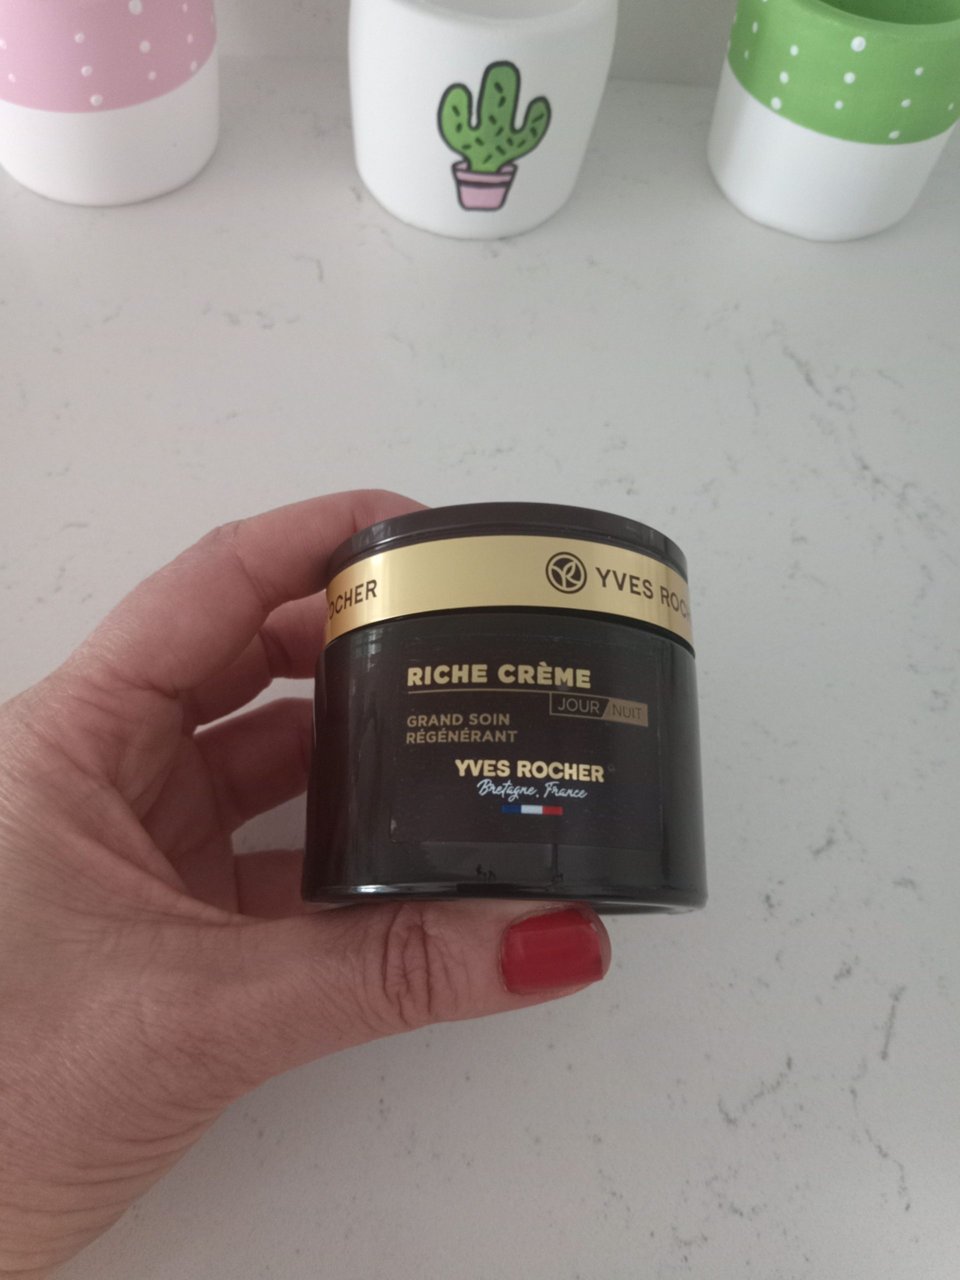 OCHER YVES ROC
RICHE CRÈME
JOUR/NUIT
GRAND SOIN
RÉGÉNÉRANT
YVES ROCHER
Bretagne, France